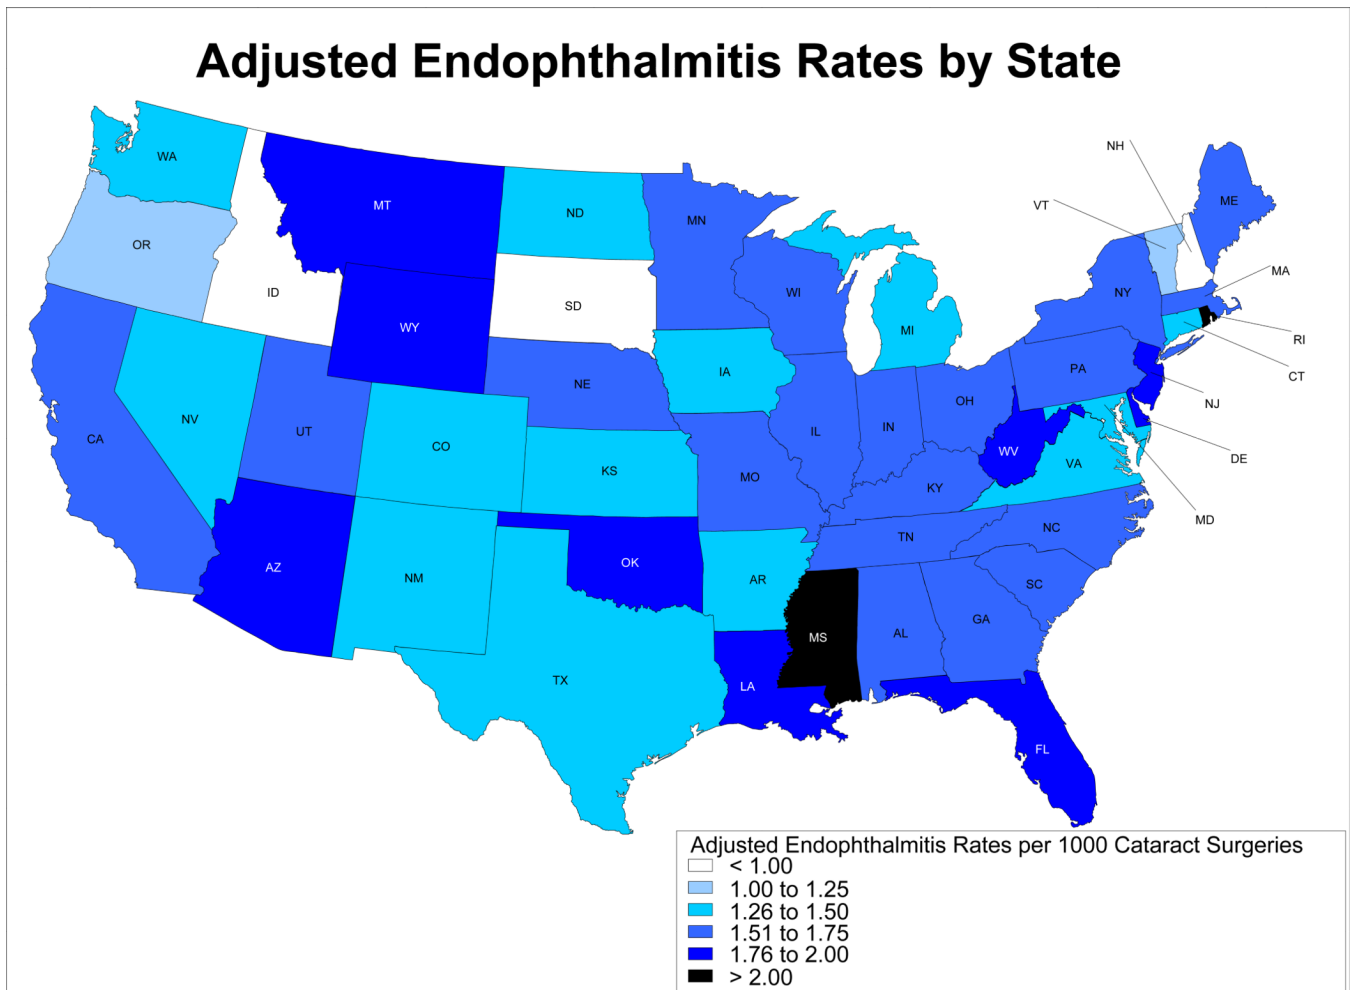 Adjusted Endophthalmitis Rates by State
NH
WA
MT
ND
MN
ME
VT
OR
ID
WY
SD
WI
MI
NY
MA
RI
CT
NV
UT
CO
NE
IA
PA
NJ
CA
KS
MO
IL
IN
OH
WV
VA
DE
MD
KY
AZ
NM
OK
AR
TN
NC
SC
TX
LA
MS
AL
GA
FL
Adjusted Endophthalmitis Rates per 1000 Cataract Surgeries
< 1.00
1.00 to 1.25
1.26 to 1.50
1.51 to 1.75
1.76 to 2.00
> 2.00